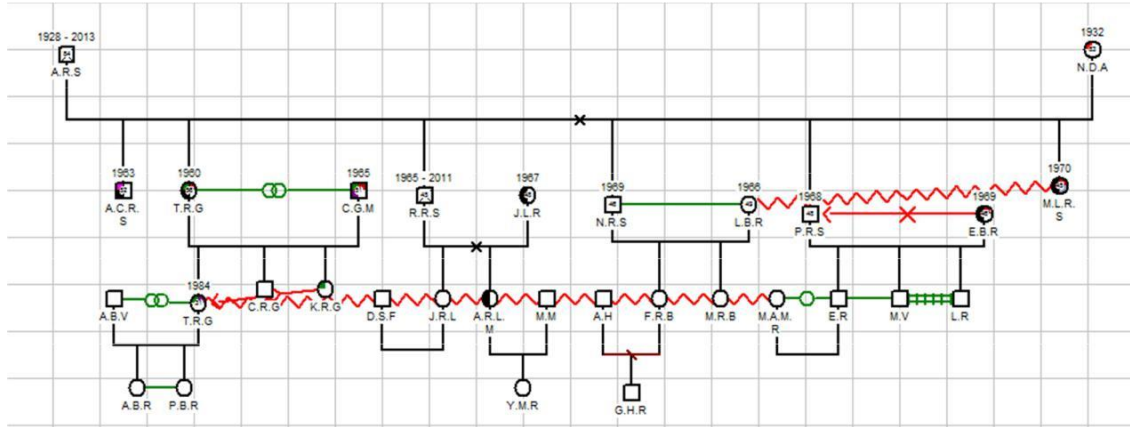 1928 - 2013
A.R.S
1932
N.D.A
1963
A.C.R.
S
1960
T.R.G
1965
C.G.M
1965 - 2011
R.R.S
1967
J.L.R
1969
N.R.S
1966
L.B.R
1968
P.R.S
1969
E.B.R
1970
M.L.R.
S
A.B.V
1984
T.R.G
C.R.G
K.R.G
D.S.F
J.R.L
A.R.L.
M
M.M
A.H
F.R.B
M.R.B
M.A.M.
R
E.R
M.V
L.R
A.B.R
P.B.R
Y.M.R
G.H.R